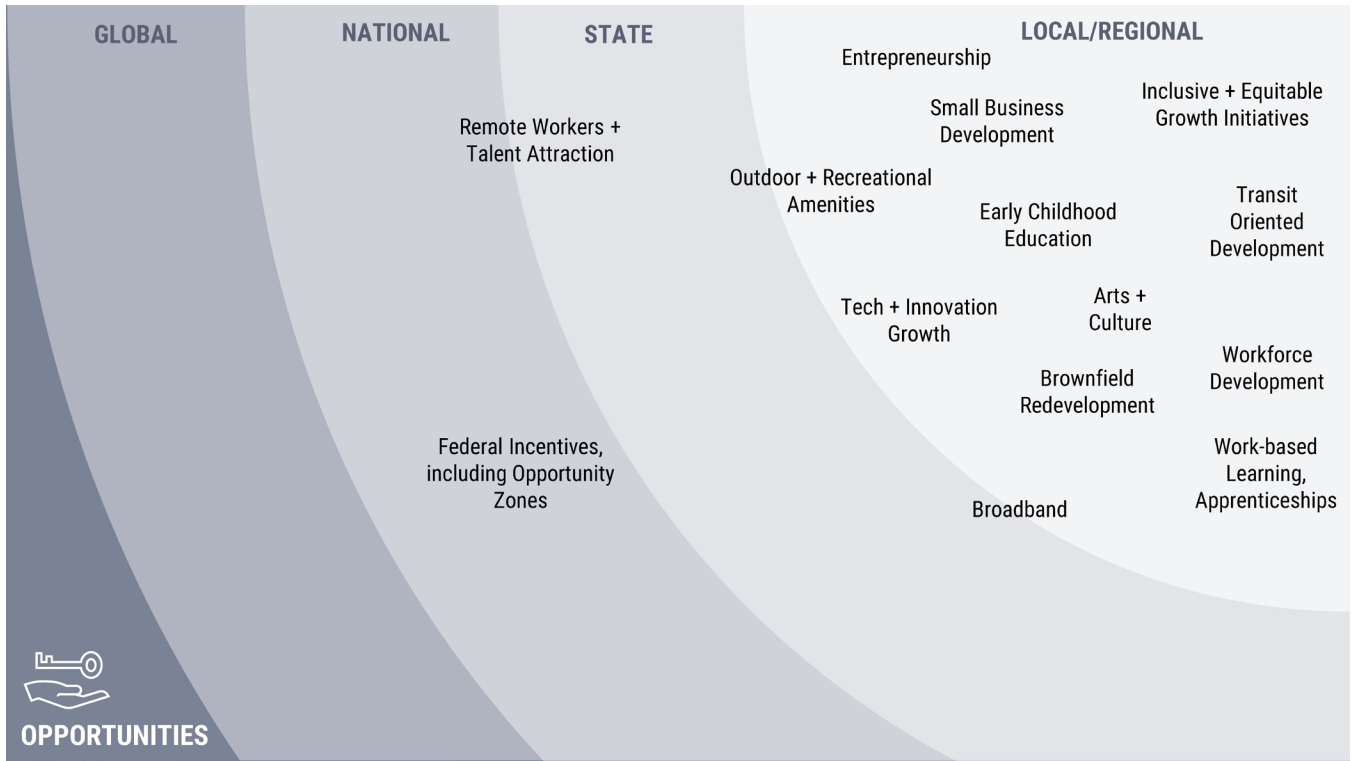 GLOBAL
NATIONAL
STATE
LOCAL/REGIONAL
Entrepreneurship
Inclusive + Equitable
Growth Initiatives
Small Business
Development
Remote Workers +
Talent Attraction
Outdoor + Recreational
Amenities
Early Childhood
Education
Transit
Oriented
Development
Tech + Innovation
Growth
Arts +
Culture
Workforce
Development
Brownfield
Redevelopment
Federal Incentives,
including Opportunity
Zones
Work-based
Learning,
Apprenticeships
Broadband
OPPORTUNITIES